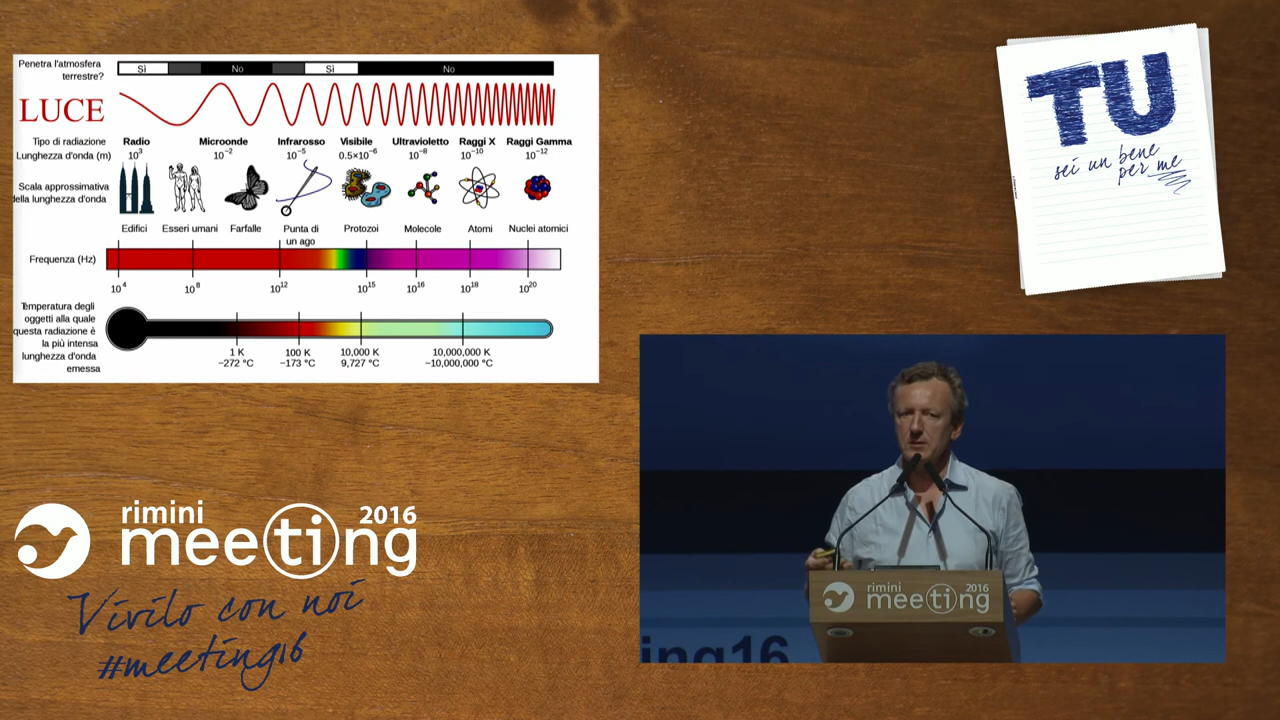 Penetra l'atmosfera
terrestre?
Sì No Sì No
LUCE
Tipo di radiazione Radio Microonde Infrarosso Visibile Ultravioletto Raggi X Raggi Gamma
Lunghezza d'onda (m) 10³ 10⁻² 10⁻⁵ 0.5×10⁻⁶ 10⁻⁸ 10⁻¹⁰ 10⁻¹²
Scala approssimativa
della lunghezza d'onda
Edifici Esseri umani Farfalle Punta di Protozoi Molecole Atomi Nuclei atomici
un ago
Frequenza (Hz)
10⁴ 10⁸ 10¹² 10¹⁵ 10¹⁶ 10¹⁸ 10²⁰
Temperatura degli
oggetti alla quale
questa radiazione è
la più intensa
lunghezza d'onda
emessa
1 K 100 K 10,000 K 10,000,000 K
−272 °C −173 °C 9,727 °C ~10,000,000 °C
TU
sei un bene
per me
rimini 2016
meeting
Vivilo con noi
#meeting16
rimini 2016
meeting
ing16